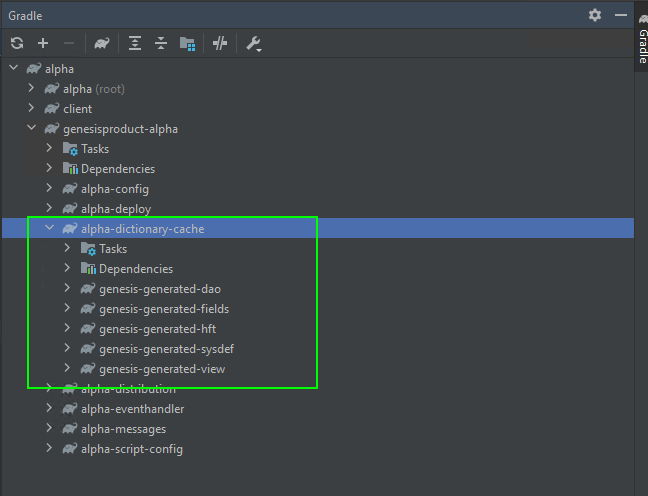 Gradle
Gradle
alpha
alpha (root)
client
genesisproduct-alpha
Tasks
Dependencies
alpha-config
alpha-deploy
alpha-dictionary-cache
Tasks
Dependencies
genesis-generated-dao
genesis-generated-fields
genesis-generated-hft
genesis-generated-sysdef
genesis-generated-view
alpha-distribution
alpha-eventhandler
alpha-messages
alpha-script-config